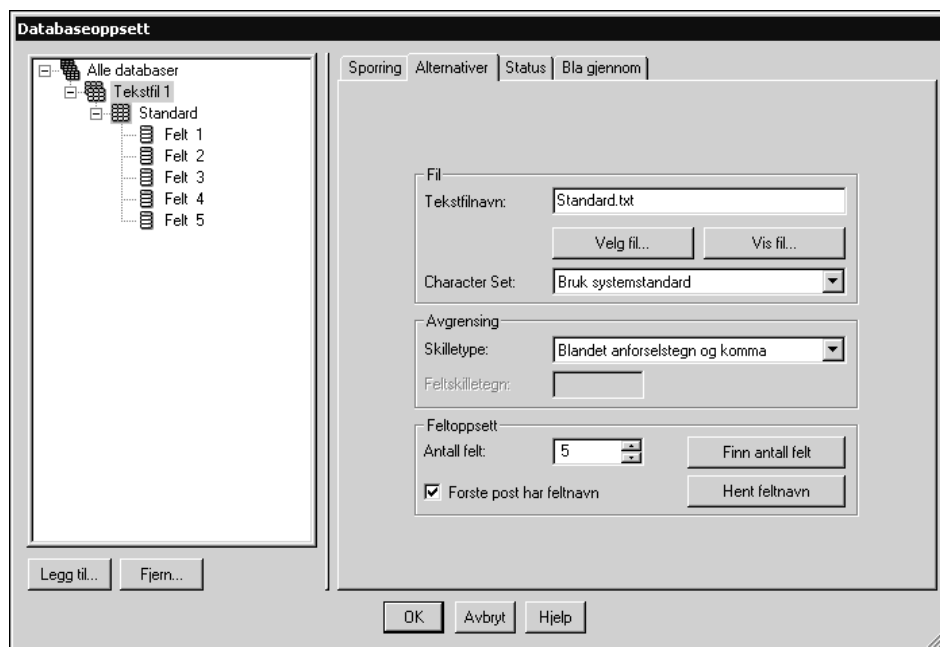 Databaseoppsett
Alle databaser
Tekstfil 1
Standard
Felt 1
Felt 2
Felt 3
Felt 4
Felt 5
Legg til...
Fjern...
Sporring
Alternativer
Status
Bla gjennom
Fil
Tekstfilnavn:
Standard.txt
Velg fil...
Vis fil...
Character Set:
Bruk systemstandard
Avgrensing
Skilletype:
Blandet anforselstegn og komma
Feltskilletegn:
Feltoppsett
Antall felt:
5
Finn antall felt
Forste post har feltnavn
Hent feltnavn
OK
Avbryt
Hjelp